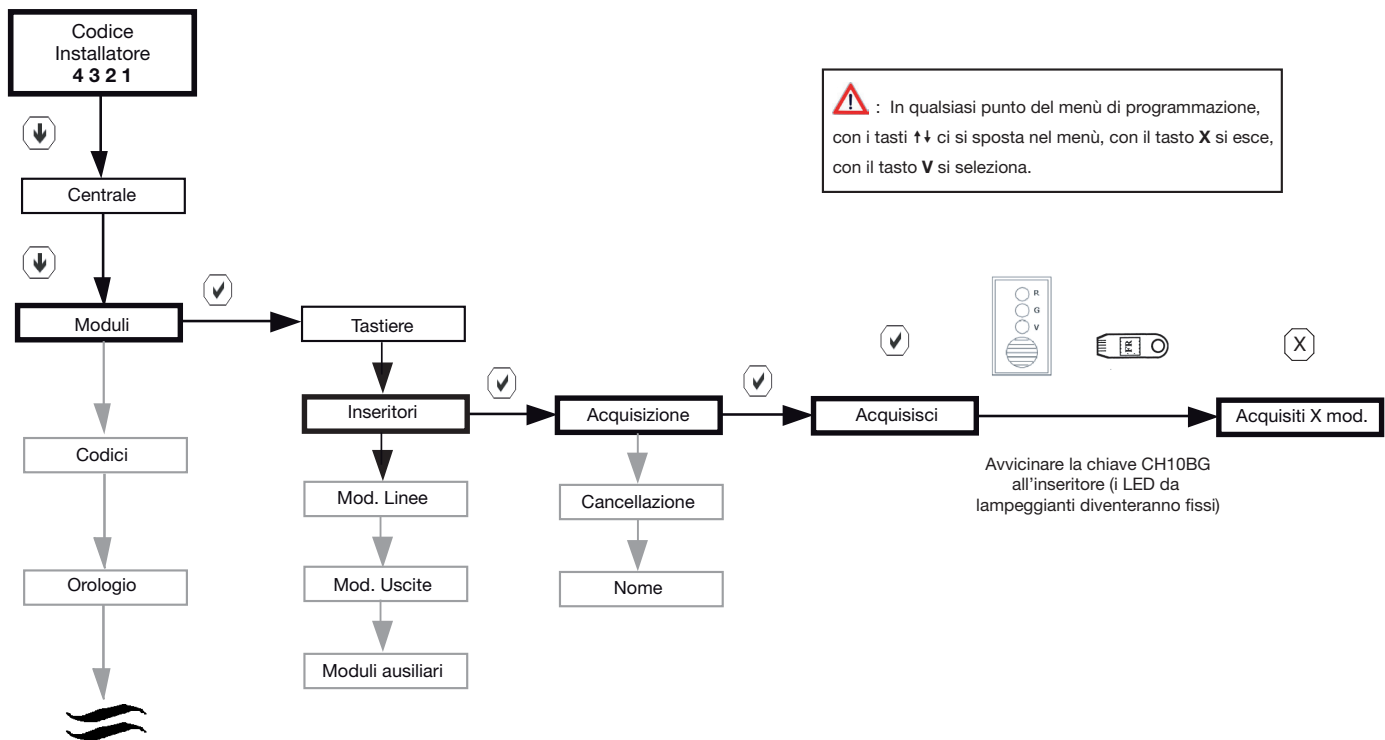 Codice
Installatore
4 3 2 1
: In qualsiasi punto del menù di programmazione,
con i tasti ↑↓ ci si sposta nel menù, con il tasto X si esce,
con il tasto V si seleziona.
Centrale
Moduli
Tastiere
R
G
V
FR
X
Inseritori
Acquisizione
Acquisisci
Acquisiti X mod.
Codici
Mod. Linee
Cancellazione
Avvicinare la chiave CH10BG
all'inseritore (i LED da
lampeggianti diventeranno fissi)
Orologio
Mod. Uscite
Nome
Moduli ausiliari